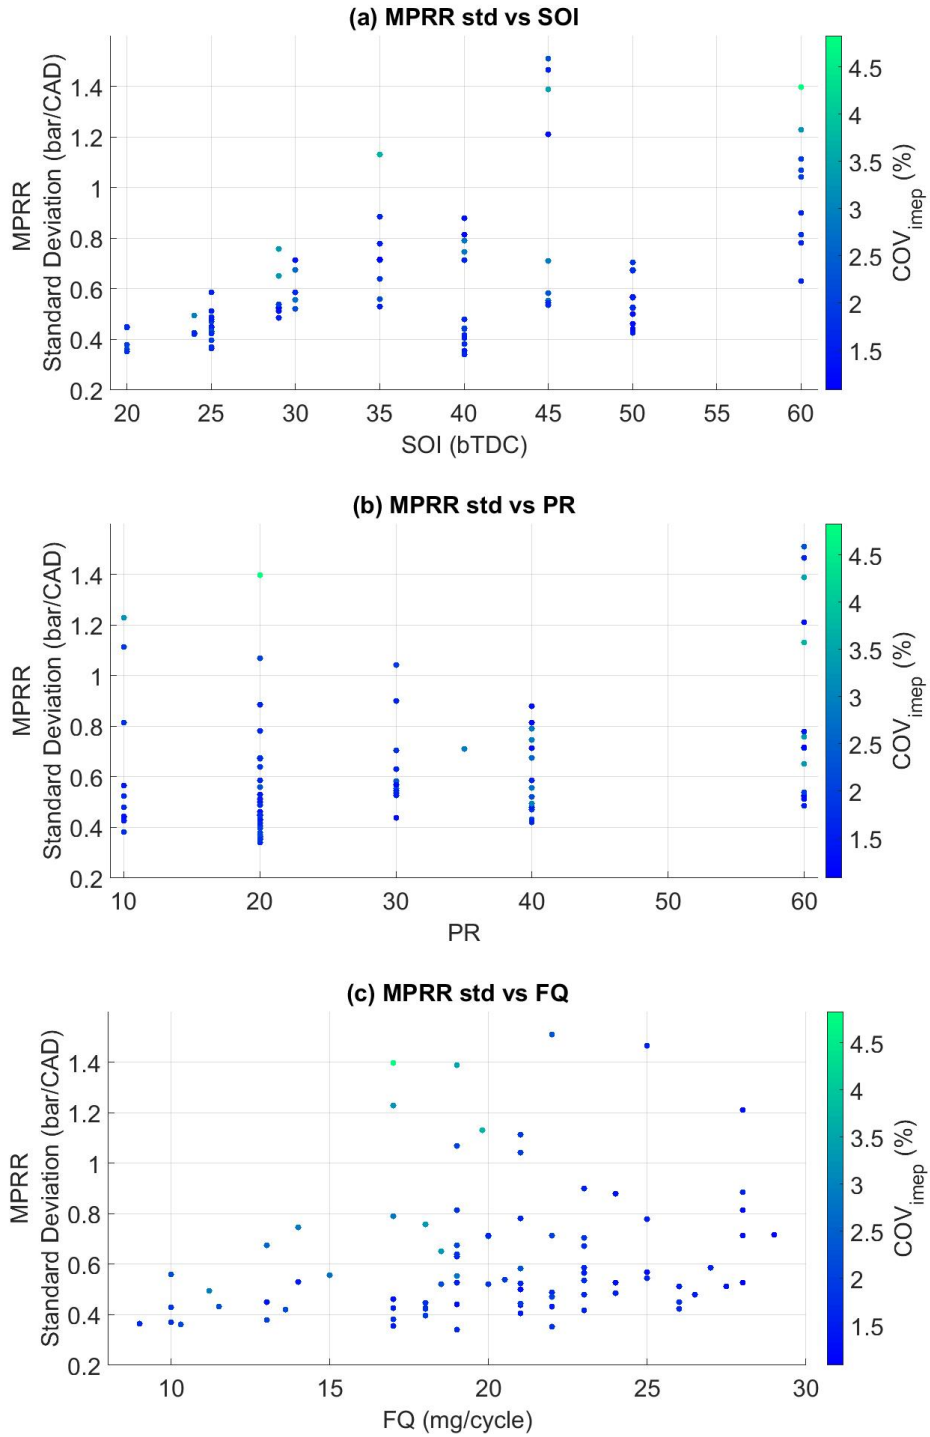 (a) MPRR std vs SOI
MPRR
Standard Deviation (bar/CAD)
1.4
1.2
1
0.8
0.6
0.4
0.2
20 25 30 35 40 45 50 55 60
SOI (bTDC)
4.5
4
3.5
3
2.5
2
1.5
COVimep (%)
(b) MPRR std vs PR
MPRR
Standard Deviation (bar/CAD)
1.4
1.2
1
0.8
0.6
0.4
0.2
10 20 30 40 50 60
PR
4.5
4
3.5
3
2.5
2
1.5
COVimep (%)
(c) MPRR std vs FQ
MPRR
Standard Deviation (bar/CAD)
1.4
1.2
1
0.8
0.6
0.4
0.2
10 15 20 25 30
FQ (mg/cycle)
4.5
4
3.5
3
2.5
2
1.5
COVimep (%)